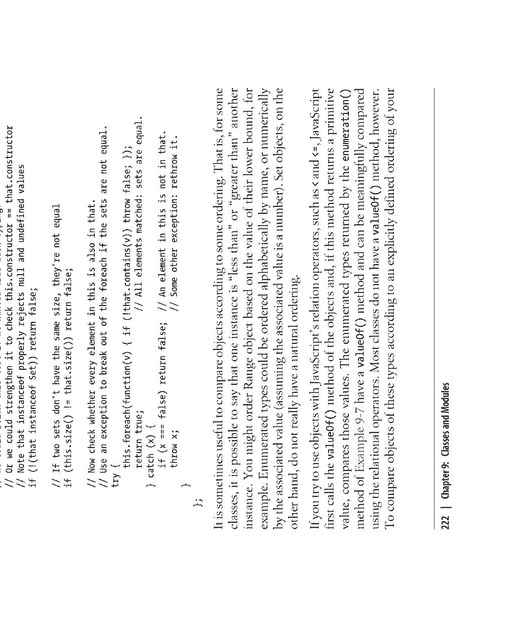 // Or we could strengthen it to check this.constructor == that.constructor
// Note that instanceof properly rejects null and undefined values
if (!(that instanceof Set)) return false;
// If two sets don't have the same size, they're not equal
if (this.size() != that.size()) return false;
// Now check whether every element in this is also in that.
// Use an exception to break out of the foreach if the sets are not equal.
try {
this.foreach(function(v) { if (!that.contains(v)) throw false; });
return true; // All elements matched: sets are equal.
} catch (x) {
if (x === false) return false; // An element in this is not in that.
throw x; // Some other exception: rethrow it.
}
};
It is sometimes useful to compare objects according to some ordering. That is, for some
classes, it is possible to say that one instance is “less than” or “greater than” another
instance. You might order Range object based on the value of their lower bound, for
example. Enumerated types could be ordered alphabetically by name, or numerically
by the associated value (assuming the associated value is a number). Set objects, on the
other hand, do not really have a natural ordering.
If you try to use objects with JavaScript’s relation operators, such as < and <=, JavaScript
first calls the valueOf() method of the objects and, if this method returns a primitive
value, compares those values. The enumerated types returned by the enumeration()
method of Example 9-7 have a valueOf() method and can be meaningfully compared
using the relational operators. Most classes do not have a valueOf() method, however.
To compare objects of these types according to an explicitly defined ordering of your
222 | Chapter 9: Classes and Modules